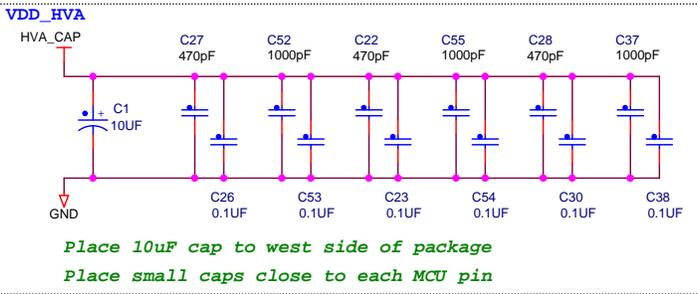 VDD_HVA
HVA_CAP
C27
470pF
C52
1000pF
C22
470pF
C55
1000pF
C28
470pF
C37
1000pF
+
C1
10UF
C26
0.1UF
C53
0.1UF
C23
0.1UF
C54
0.1UF
C30
0.1UF
C38
0.1UF
GND
Place 10uF cap to west side of package
Place small caps close to each MCU pin